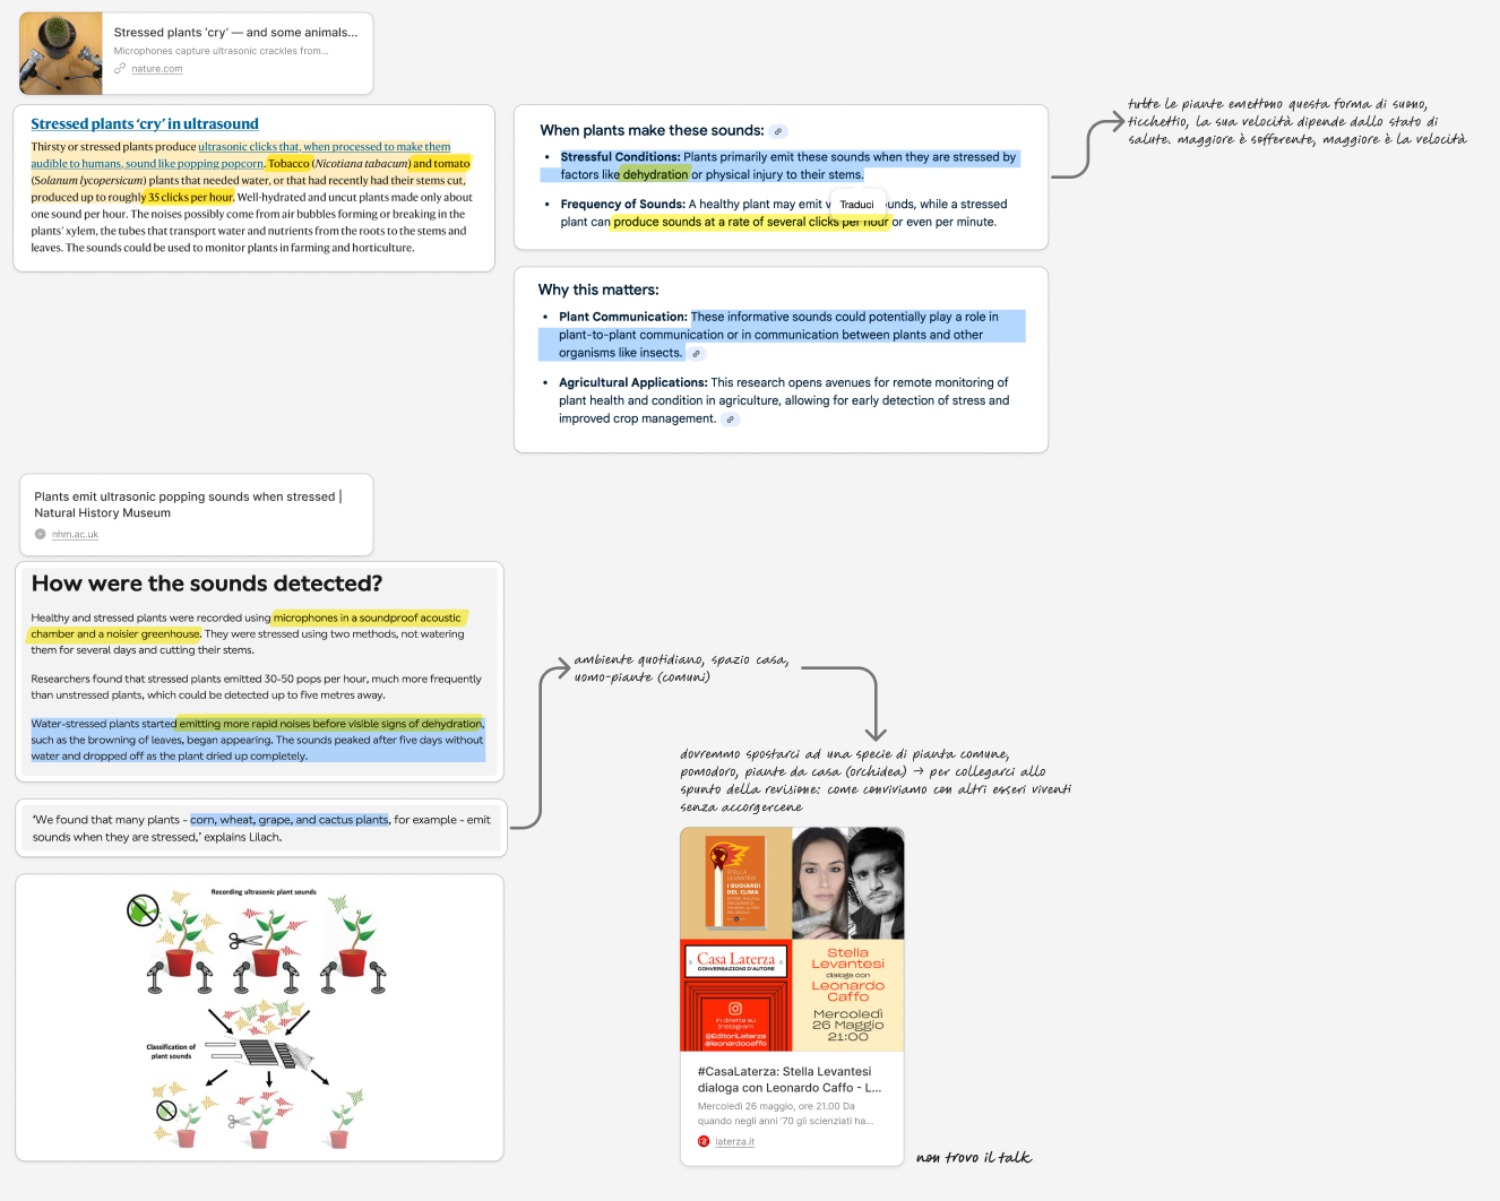 Stressed plants 'cry' — and some animals...
Microphones capture ultrasonic crackles from...
nature.com
Stressed plants ‘cry’ in ultrasound
Thirsty or stressed plants produce ultrasonic clicks that, when processed to make them
audible to humans, sound like popping popcorn. Tobacco (Nicotiana tabacum) and tomato
(Solanum lycopersicum) plants that needed water, or that had recently had their stems cut,
produced up to roughly 35 clicks per hour. Well-hydrated and uncut plants made only about
one sound per hour. The noises possibly come from air bubbles forming or breaking in the
plants’ xylem, the tubes that transport water and nutrients from the roots to the stems and
leaves. The sounds could be used to monitor plants in farming and horticulture.
When plants make these sounds:
• Stressful Conditions: Plants primarily emit these sounds when they are stressed by
factors like dehydration or physical injury to their stems.
• Frequency of Sounds: A healthy plant may emit v Traduci unds, while a stressed
plant can produce sounds at a rate of several clicks per hour or even per minute.
tutte le piante emettono questa forma di suono,
ticchettio, la sua velocità dipende dallo stato di
salute. maggiore è sofferente, maggiore è la velocità
Why this matters:
• Plant Communication: These informative sounds could potentially play a role in
plant-to-plant communication or in communication between plants and other
organisms like insects.
• Agricultural Applications: This research opens avenues for remote monitoring of
plant health and condition in agriculture, allowing for early detection of stress and
improved crop management.
Plants emit ultrasonic popping sounds when stressed |
Natural History Museum
nhm.ac.uk
How were the sounds detected?
Healthy and stressed plants were recorded using microphones in a soundproof acoustic
chamber and a noisier greenhouse. They were stressed using two methods, not watering
them for several days and cutting their stems.
Researchers found that stressed plants emitted 30-50 pops per hour, much more frequently
than unstressed plants, which could be detected up to five metres away.
Water-stressed plants started emitting more rapid noises before visible signs of dehydration,
such as the browning of leaves, began appearing. The sounds peaked after five days without
water and dropped off as the plant dried up completely.
‘We found that many plants - corn, wheat, grape, and cactus plants, for example - emit
sounds when they are stressed,’ explains Lilach.
ambiente quotidiano, spazio casa,
uomo-piante (comuni)
dovremmo spostarci ad una specie di pianta comune,
pomodoro, piante da casa (orchidea) → per collegarci allo
spunto della revisione: come conviviamo con altri esseri viventi
senza accorgercene
Recording ultrasonic plant sounds
Classification of
plant sounds
STELLA
LEVANTESI
I BUGIARDI
DEL CLIMA
Casa Laterza
CONVERSAZIONI D'AUTORE
In diretta su
Instagram
@EditoriLaterza
@leonardocaffo
Stella
Levantesi
dialoga con
Leonardo
Caffo
Mercoledì
26 Maggio
21:00
#CasaLaterza: Stella Levantesi
dialoga con Leonardo Caffo - L...
Mercoledì 26 maggio, ore 21.00 Da
quando negli anni '70 gli scienziati ha...
laterza.it
non trovo il talk